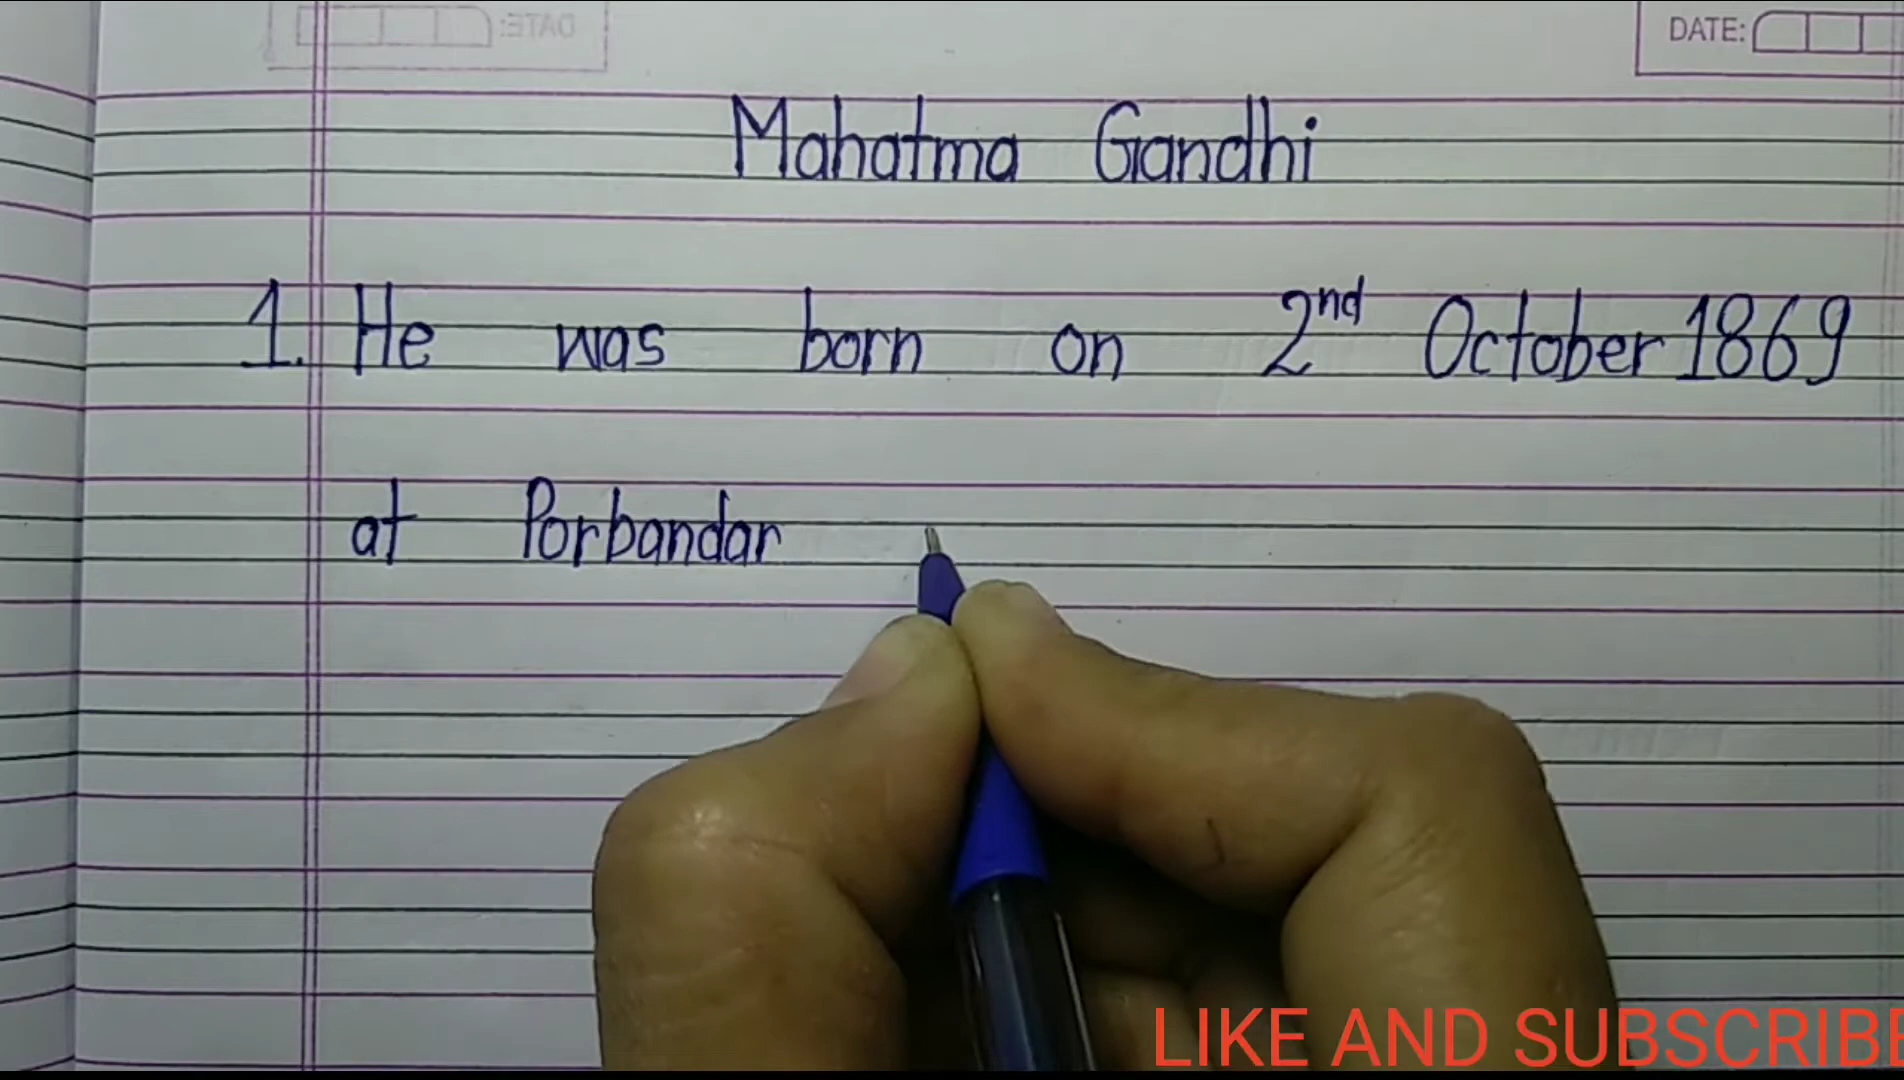 DATE:
DATE:
Mahatma Gandhi
1. He was born on 2nd October 1869
at Porbandar
LIKE AND SUBSCRIBE